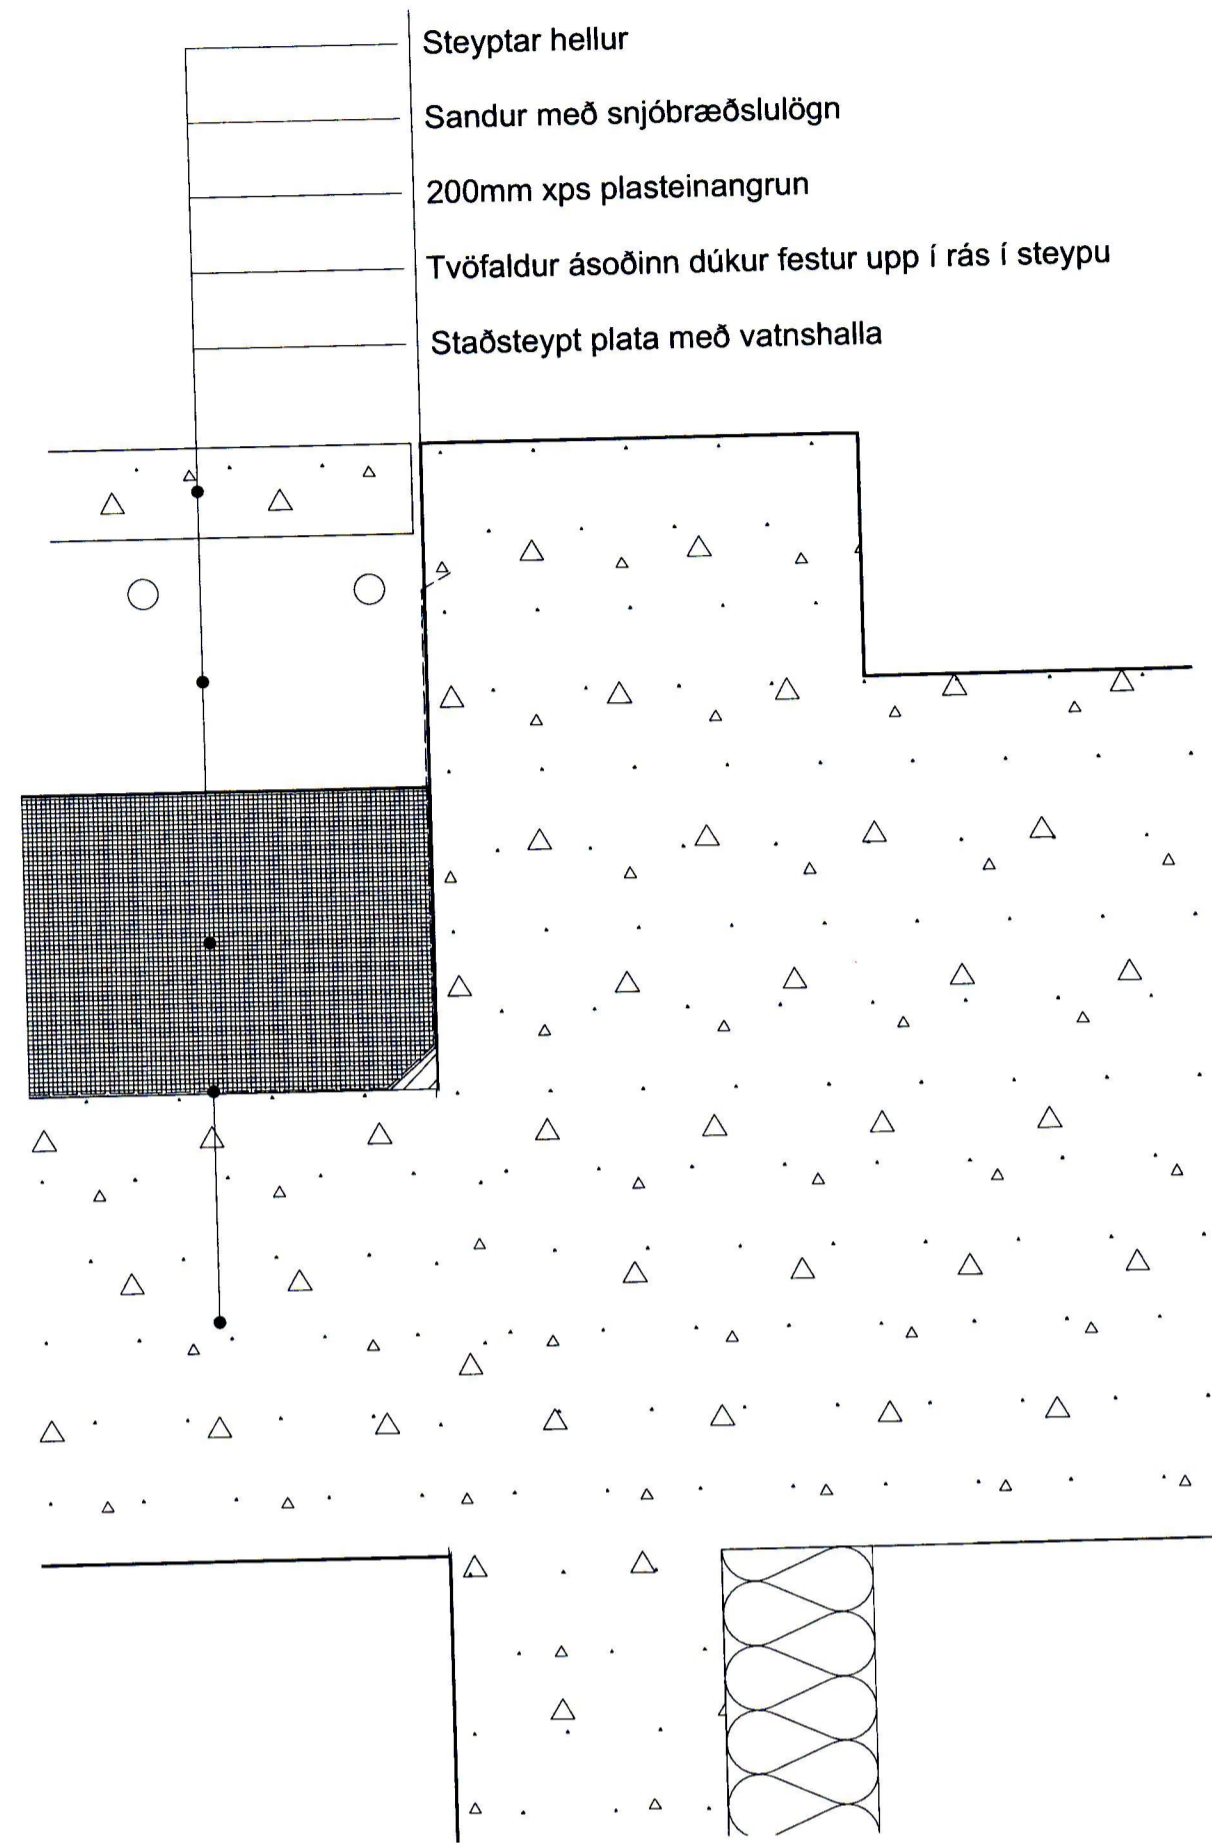 Steyptar hellur
Sandur með snjóbræðslulögn
200mm xps plasteinangrun
Tvöfaldur ásoðinn dúkur festur upp í rás í steypu
Staðsteypt plata með vatnshalla